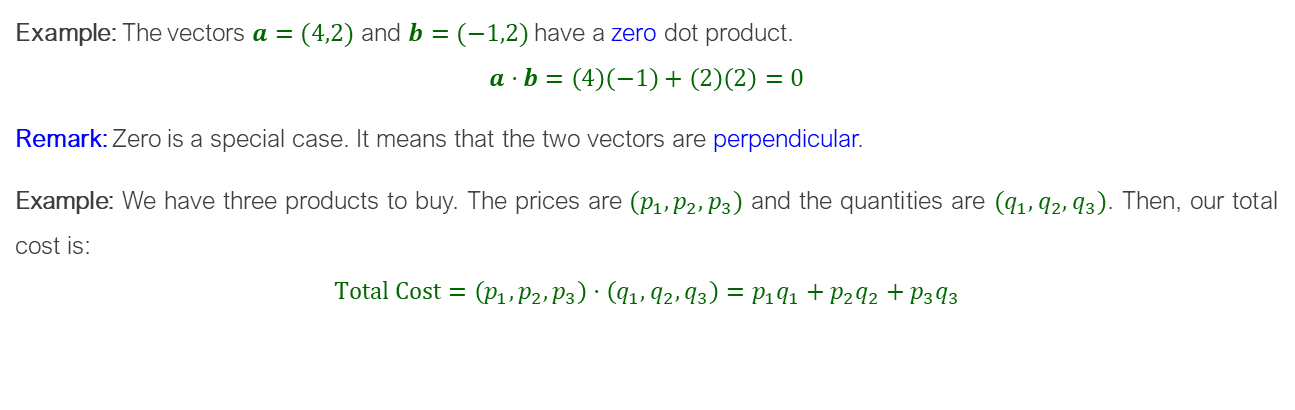 Example: The vectors a = (4,2) and b = (−1,2) have a zero dot product.
a · b = (4)(−1) + (2)(2) = 0
Remark: Zero is a special case. It means that the two vectors are perpendicular.
Example: We have three products to buy. The prices are (p₁, p₂, p₃) and the quantities are (q₁, q₂, q₃). Then, our total
cost is:
Total Cost = (p₁, p₂, p₃) · (q₁, q₂, q₃) = p₁q₁ + p₂q₂ + p₃q₃